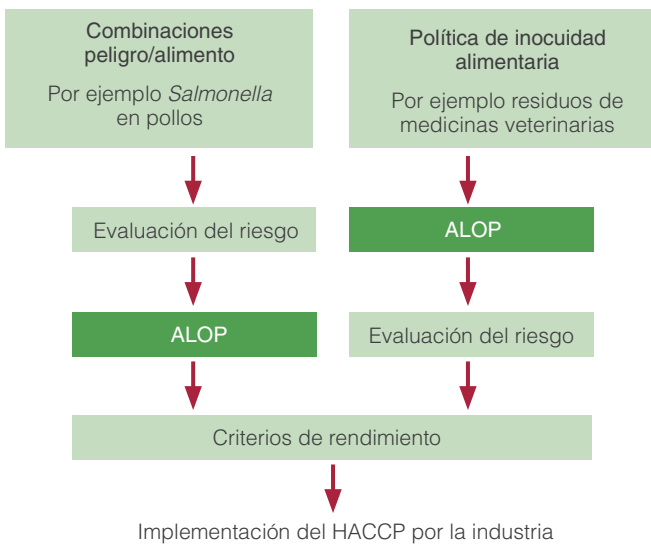 Combinaciones
peligro/alimento
Por ejemplo Salmonella
en pollos
Política de inocuidad
alimentaria
Por ejemplo residuos de
medicinas veterinarias
Evaluación del riesgo
ALOP
ALOP
Evaluación del riesgo
Criterios de rendimiento
Implementación del HACCP por la industria